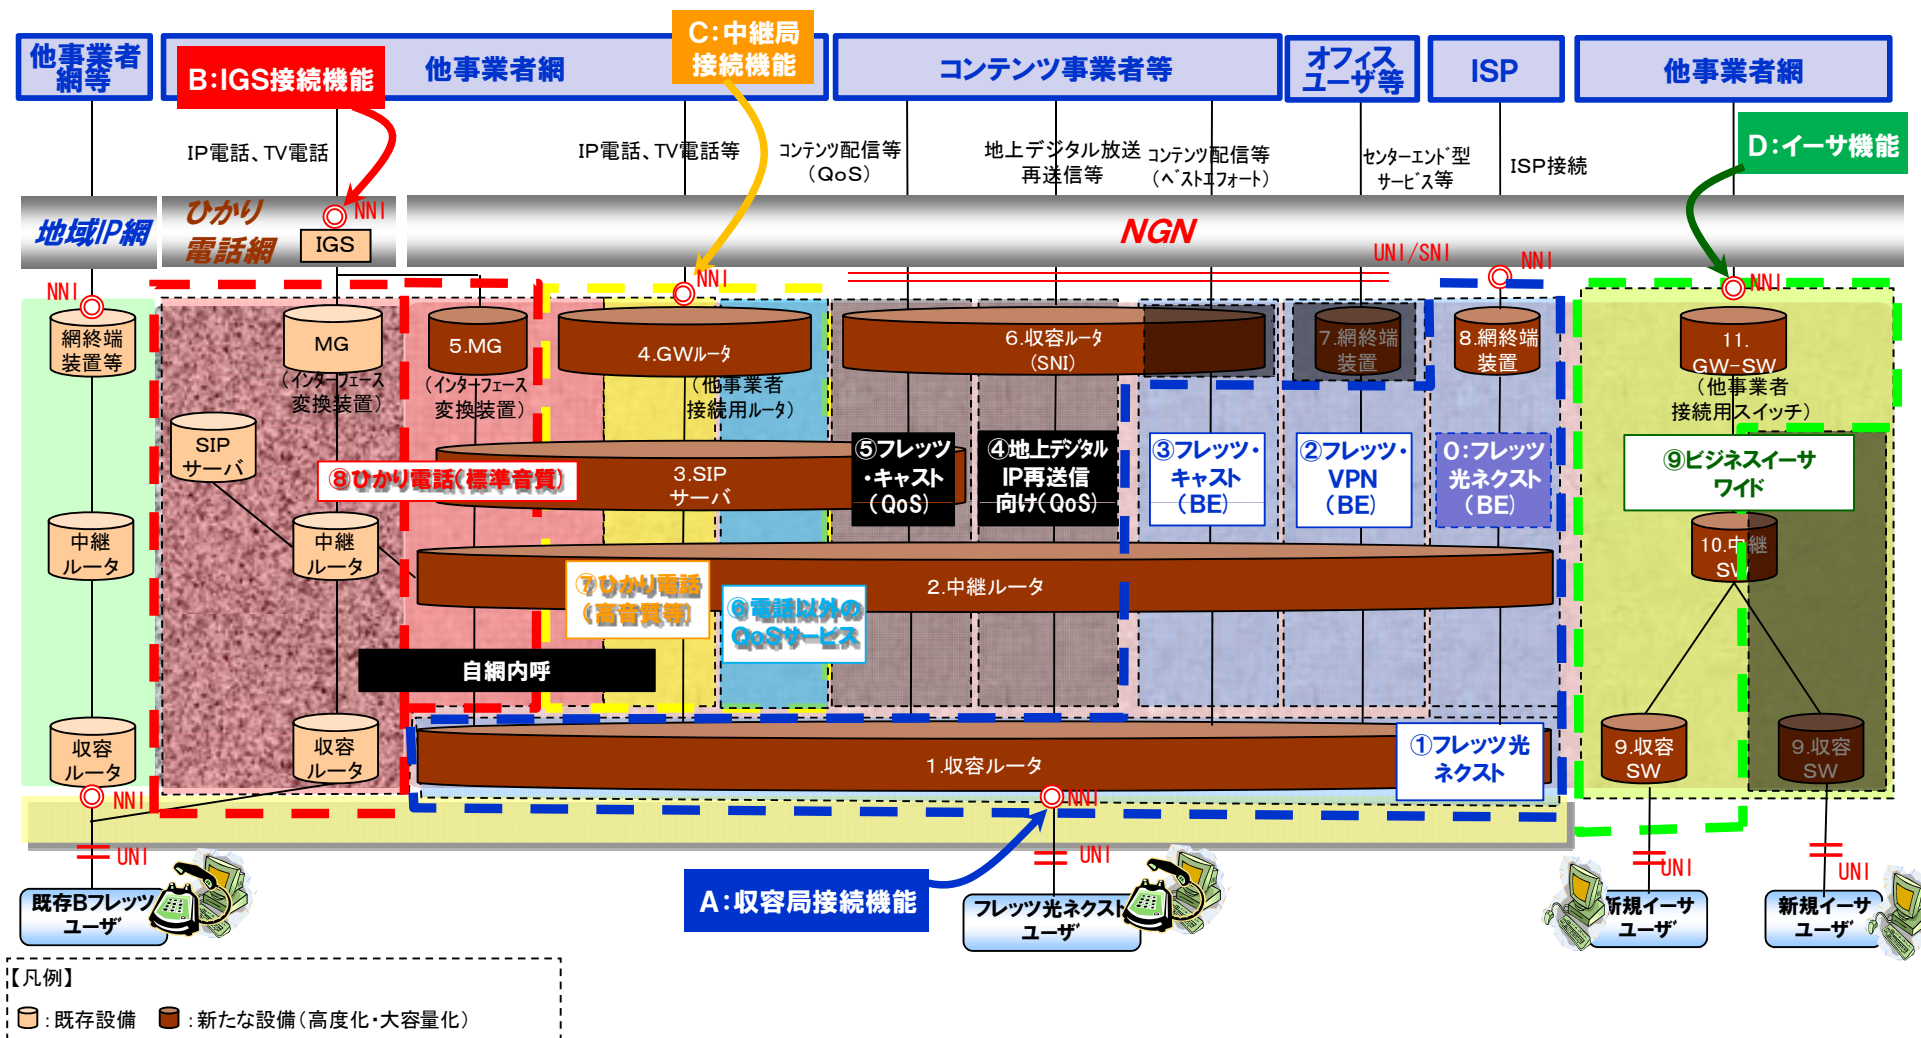 他事業者
網等
B:IGS接続機能
他事業者網
C:中継局
接続機能
コンテンツ事業者等
オフィス
ユーザ等
ISP
他事業者網
IP電話、TV電話
IP電話、TV電話等
コンテンツ配信等
(QoS)
地上デジタル放送
再送信等
コンテンツ配信等
(ベストエフォート)
センターエンド型
サービス等
ISP接続
D:イーサ機能
地域IP網
ひかり
電話網
NNI
IGS
NGN
UNI/SNI
NNI
NNI
NNI
NNI
網終端
装置等
MG
(インターフェース
変換装置)
5.MG
(インターフェース
変換装置)
4.GWルータ
(他事業者
接続用ルータ)
6.収容ルータ
(SNI)
7.網終端
装置
8.網終端
装置
11.
GW-SW
(他事業者
接続用スイッチ)
SIP
サーバ
⑧ひかり電話(標準音質)
3.SIP
サーバ
⑤フレッツ
・キャスト
(QoS)
④地上デジタル
IP再送信
向け(QoS)
③フレッツ・
キャスト
(BE)
②フレッツ・
VPN
(BE)
0:フレッツ
光ネクスト
(BE)
⑨ビジネスイーサ
ワイド
中継
ルータ
中継
ルータ
2.中継ルータ
10.中継
SW
⑦ひかり電話
(高音質等)
⑥電話以外の
QoSサービス
自網内呼
収容
ルータ
収容
ルータ
1.収容ルータ
①フレッツ光
ネクスト
9.収容
SW
9.収容
SW
NNI
NNI
UNI
UNI
UNI
UNI
A:収容局接続機能
既存Bフレッツ
ユーザ
フレッツ光ネクスト
ユーザ
新規イーサ
ユーザ
新規イーサ
ユーザ
【凡例】
:既存設備
:新たな設備(高度化・大容量化)